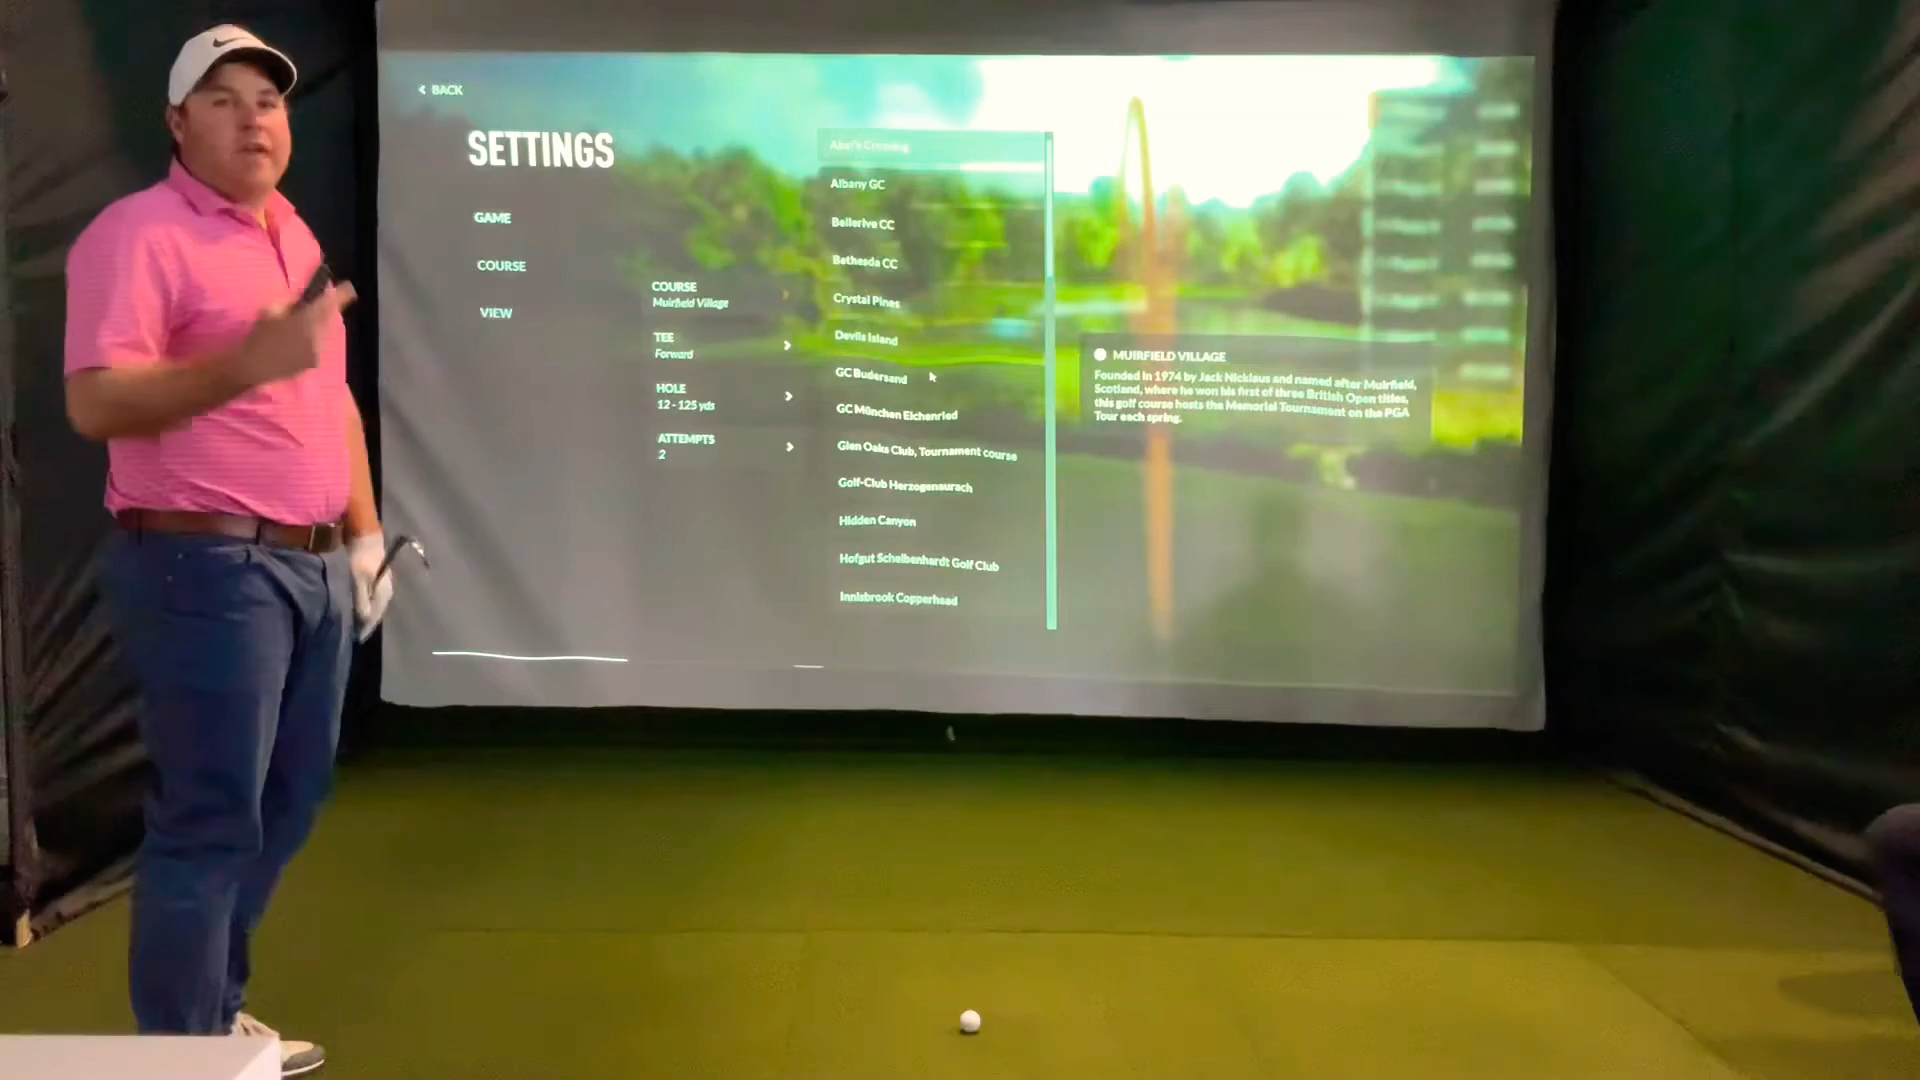 BACK
SETTINGS
GAME
COURSE
VIEW
COURSE
Muirfield Village
TEE
Forward
HOLE
12 - 125 yds
ATTEMPTS
2
Abel's Crossing
Albany GC
Bellerive CC
Bethesda CC
Crystal Pines
Devils Island
GC Budersand
GC München Eichenried
Glen Oaks Club, Tournament course
Golf-Club Herzogenaurach
Hidden Canyon
Hofgut Scheibenhardt Golf Club
Innisbrook Copperhead
MUIRFIELD VILLAGE
Founded in 1974 by Jack Nicklaus and named after Muirfield,
Scotland, where he won his first of three British Open titles,
this golf course hosts the Memorial Tournament on the PGA
Tour each spring.